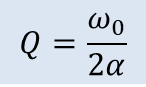 Q = ω₀ / 2α